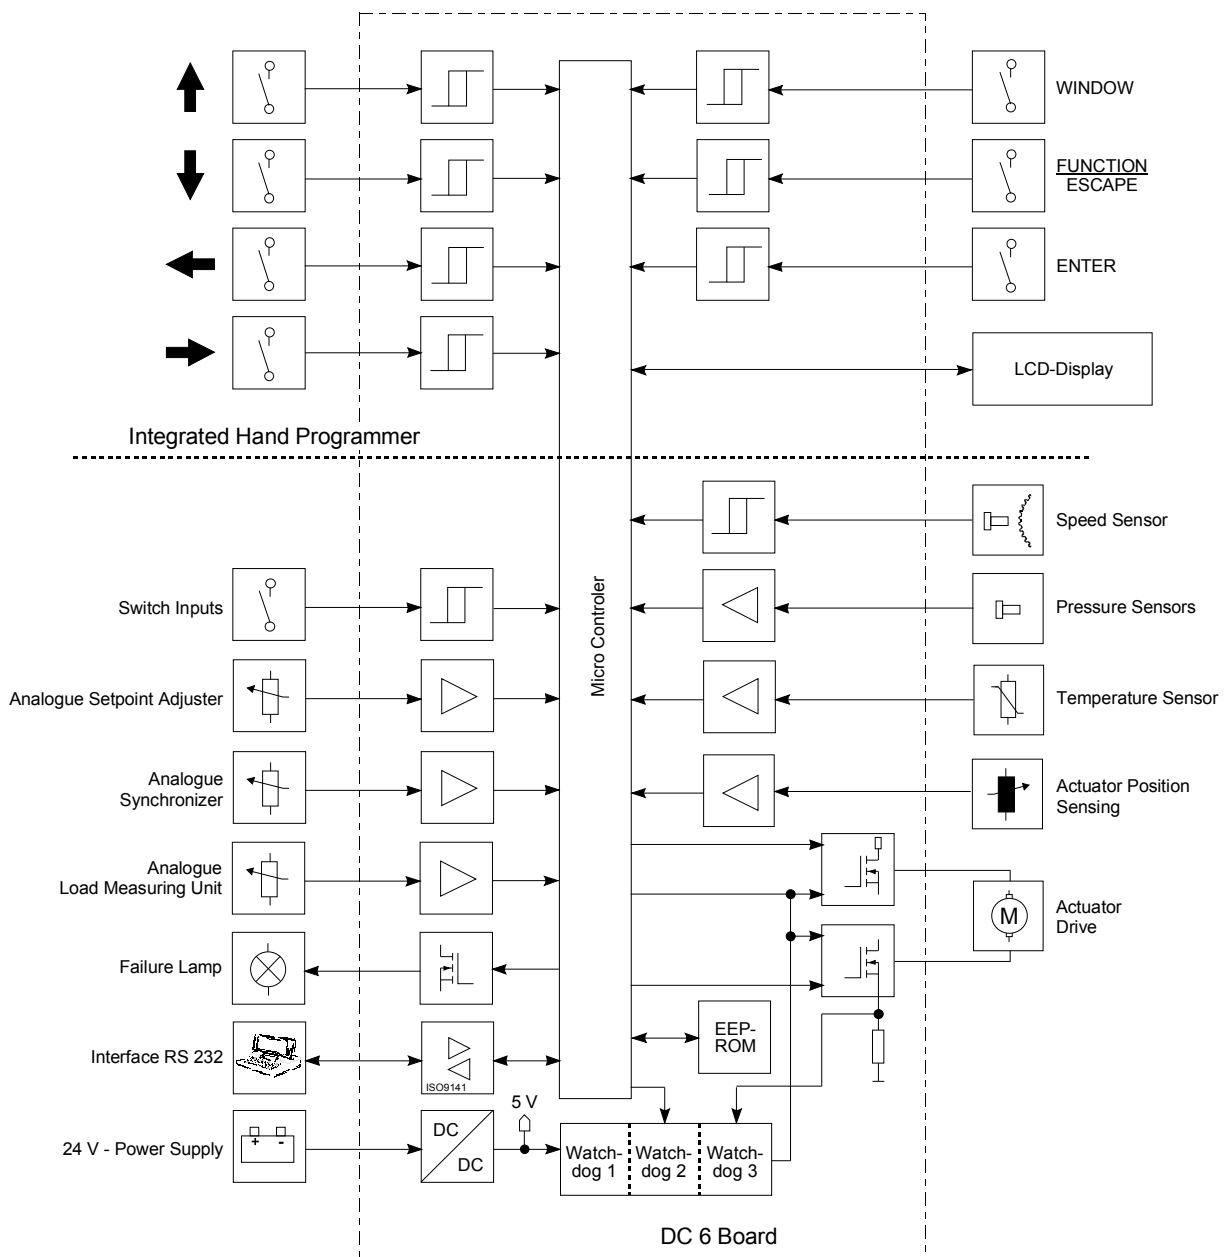 WINDOW
FUNCTION
ESCAPE
ENTER
LCD-Display
Integrated Hand Programmer
Micro Controler
Speed Sensor
Switch Inputs
Pressure Sensors
Analogue Setpoint Adjuster
Temperature Sensor
Analogue
Synchronizer
Actuator Position
Sensing
Analogue
Load Measuring Unit
M
Actuator
Drive
Failure Lamp
Interface RS 232
ISO9141
EEP-
ROM
24 V - Power Supply
+ -
DC
DC
5 V
Watch-
dog 1
Watch-
dog 2
Watch-
dog 3
DC 6 Board